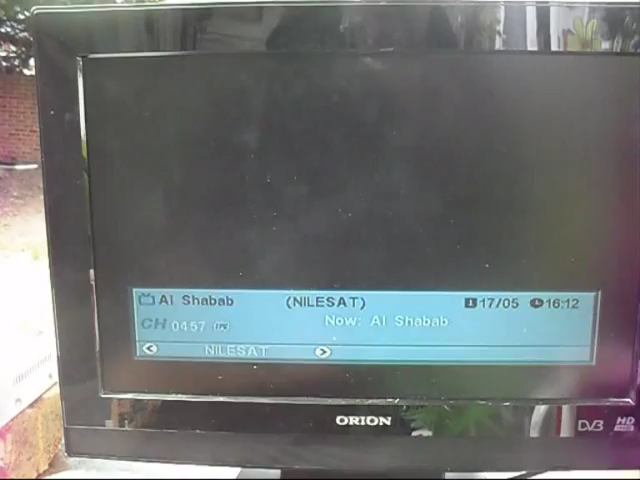 Al Shabab (NILESAT) 17/05 16:12
CH 0457 Now: Al Shabab
NILESAT
ORION
DVB HD